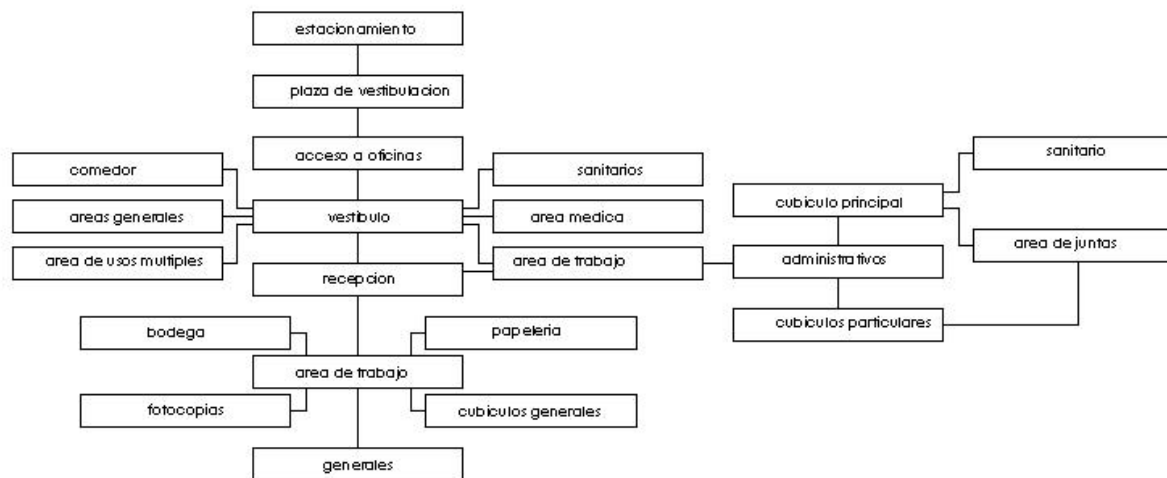 estacionamiento
plaza de vestibulacion
acceso a oficinas
comedor
sanitarios
sanitario
areas generales
vestibulo
area medica
cubiculo principal
area de usos multiples
recepcion
area de trabajo
administrativos
area de juntas
bodega
papeleria
cubiculos particulares
area de trabajo
fotocopias
cubiculos generales
generales